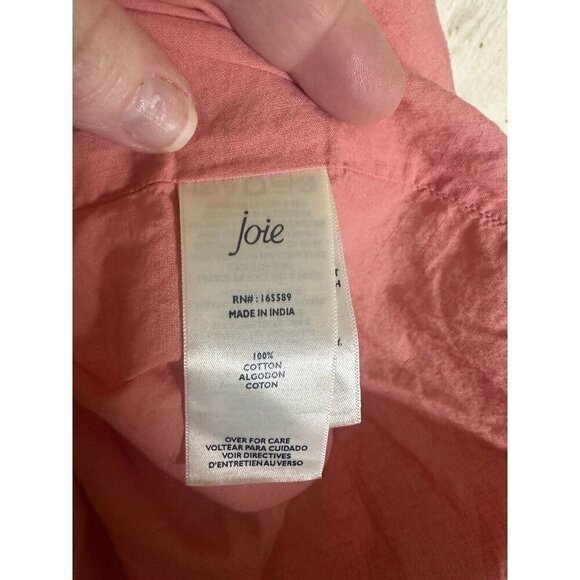 joie
RN# : 165589
MADE IN INDIA
100%
COTTON
ALGODON
COTON
OVER FOR CARE
VOLTEAR PARA CUIDADO
VOIR DIRECTIVES
D'ENTRETIEN AU VERSO